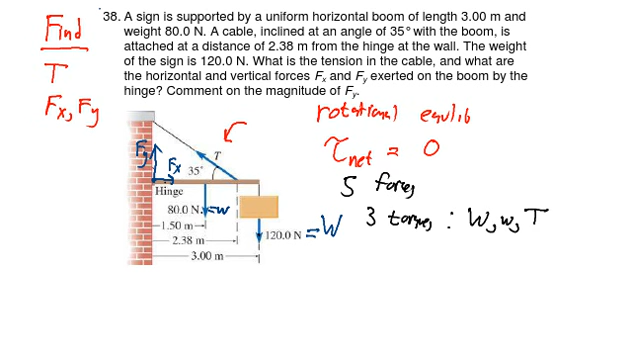 Find
T
Fx, Fy
38. A sign is supported by a uniform horizontal boom of length 3.00 m and
weight 80.0 N. A cable, inclined at an angle of 35° with the boom, is
attached at a distance of 2.38 m from the hinge at the wall. The weight
of the sign is 120.0 N. What is the tension in the cable, and what are
the horizontal and vertical forces Fx and Fy exerted on the boom by the
hinge? Comment on the magnitude of Fy.
rotational equlib
τnet = 0
5 forces
3 torques : W, w, T
Fy
Fx
35°
T
Hinge
80.0 N =w
1.50 m
2.38 m
120.0 N =W
3.00 m